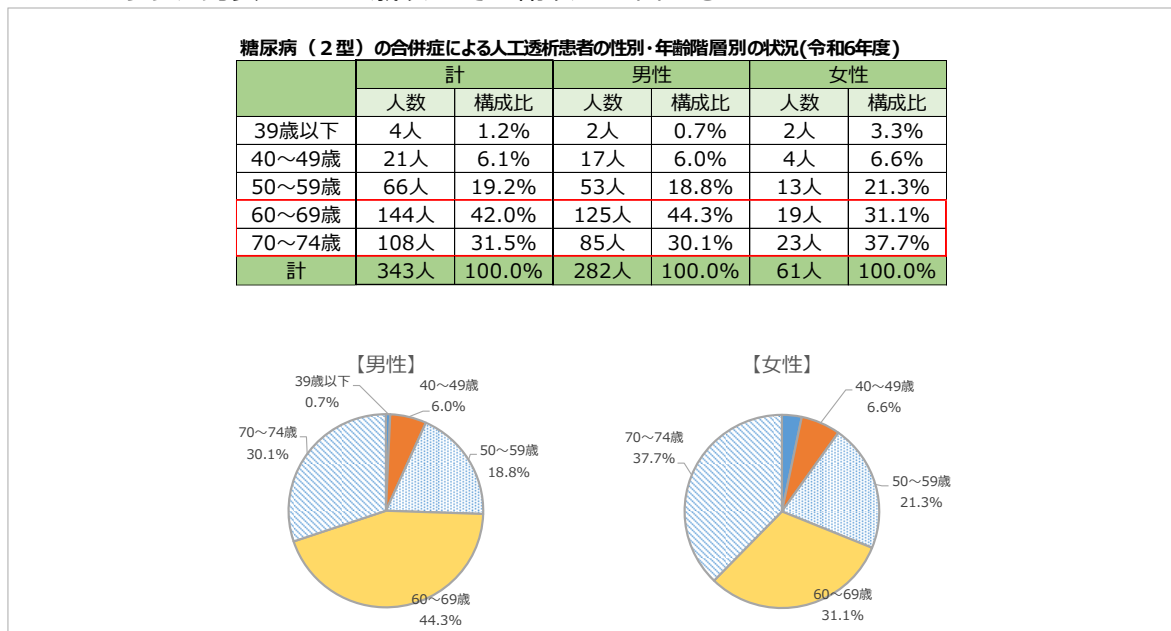 糖尿病（２型）の合併症による人工透析患者の性別・年齢階層別の状況(令和6年度)
計 男性 女性
人数 構成比 人数 構成比 人数 構成比
39歳以下 4人 1.2% 2人 0.7% 2人 3.3%
40～49歳 21人 6.1% 17人 6.0% 4人 6.6%
50～59歳 66人 19.2% 53人 18.8% 13人 21.3%
60～69歳 144人 42.0% 125人 44.3% 19人 31.1%
70～74歳 108人 31.5% 85人 30.1% 23人 37.7%
計 343人 100.0% 282人 100.0% 61人 100.0%
【男性】
39歳以下
0.7%
40～49歳
6.0%
50～59歳
18.8%
60～69歳
44.3%
70～74歳
30.1%
【女性】
40～49歳
6.6%
50～59歳
21.3%
60～69歳
31.1%
70～74歳
37.7%